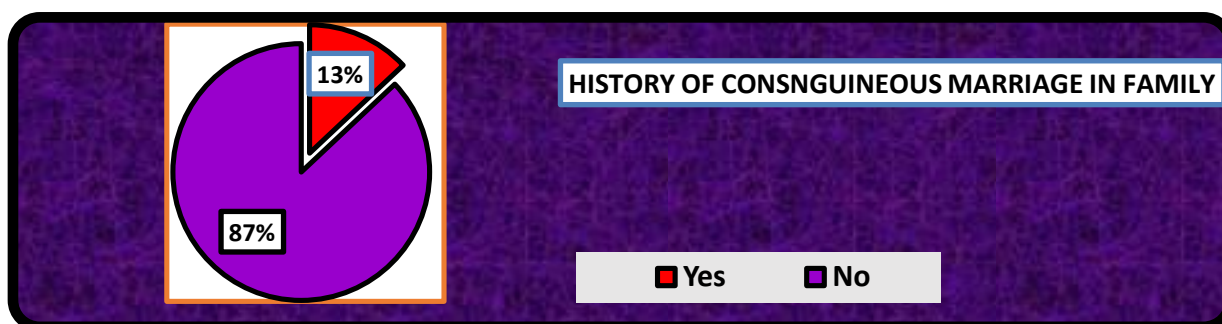 13%
HISTORY OF CONSNGUINEOUS MARRIAGE IN FAMILY
87%
Yes No